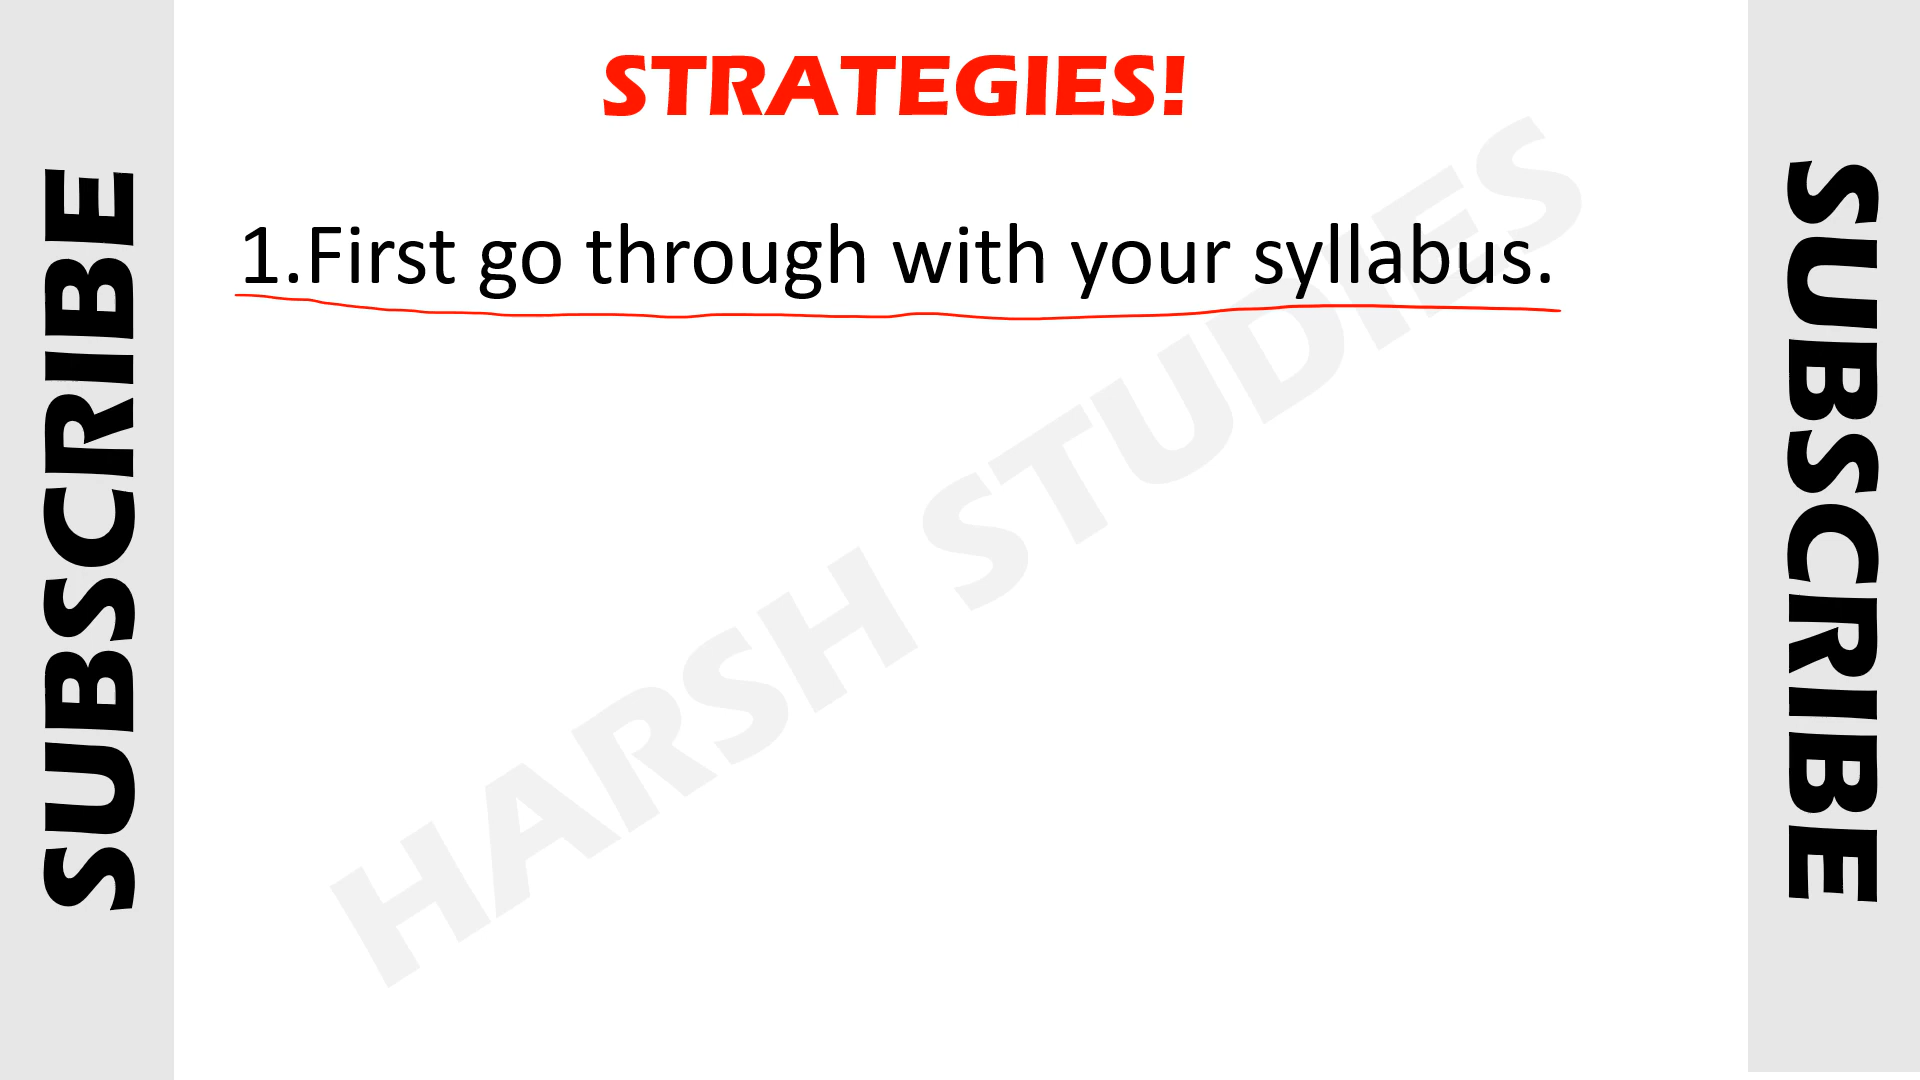 STRATEGIES!
1.First go through with your syllabus.
HARSH STUDIES
SUBSCRIBE
SUBSCRIBE